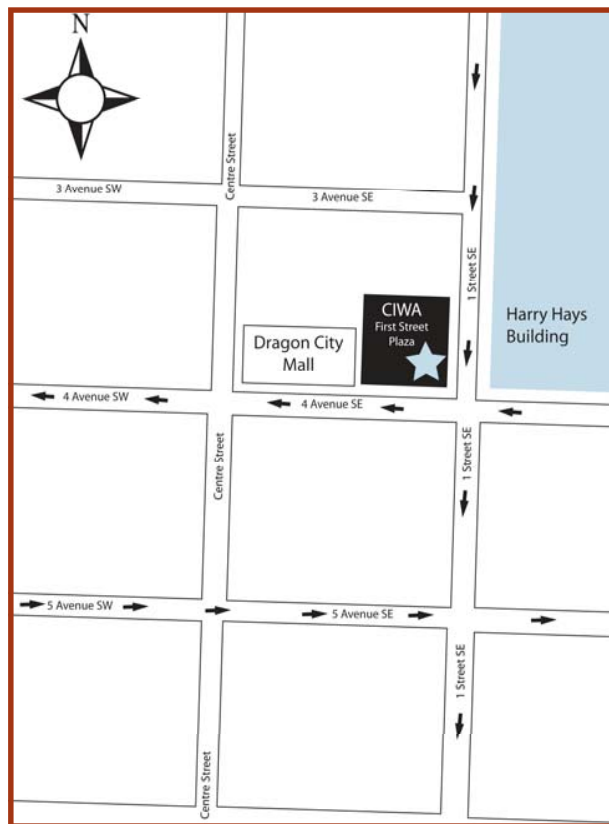 N
Centre Street
3 Avenue SW
3 Avenue SE
1 Street SE
CIWA
First Street
Plaza
Harry Hays
Building
Dragon City
Mall
4 Avenue SW
4 Avenue SE
Centre Street
1 Street SE
5 Avenue SW
5 Avenue SE
1 Street SE
Centre Street